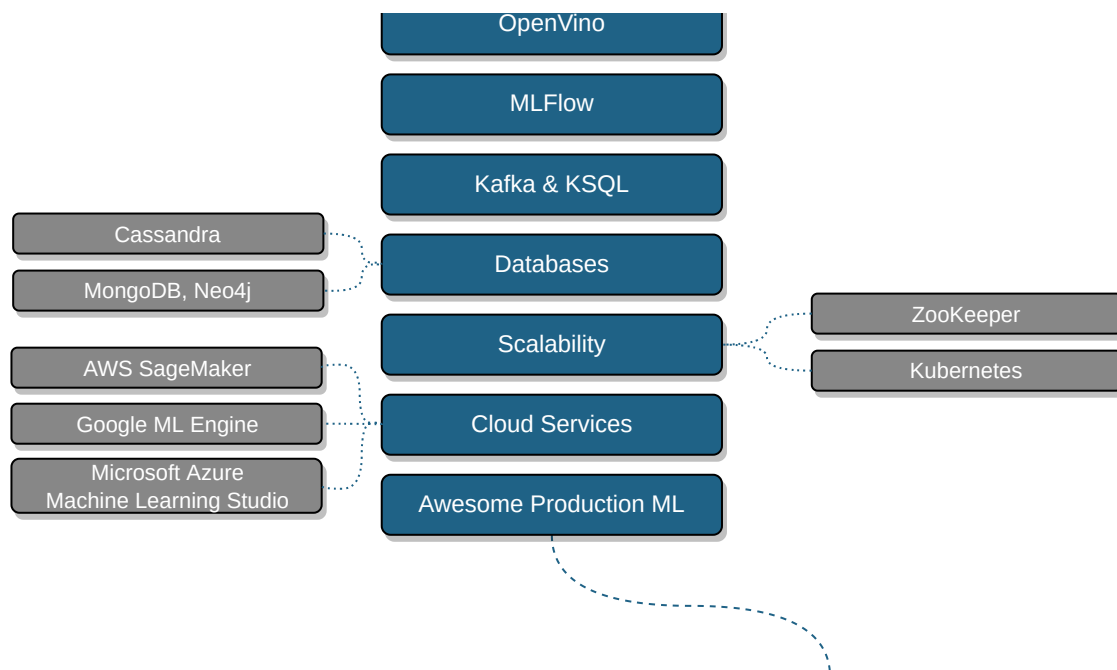 OpenVino
MLFlow
Kafka & KSQL
Cassandra
MongoDB, Neo4j
Databases
Scalability
ZooKeeper
Kubernetes
AWS SageMaker
Google ML Engine
Microsoft Azure
Machine Learning Studio
Cloud Services
Awesome Production ML